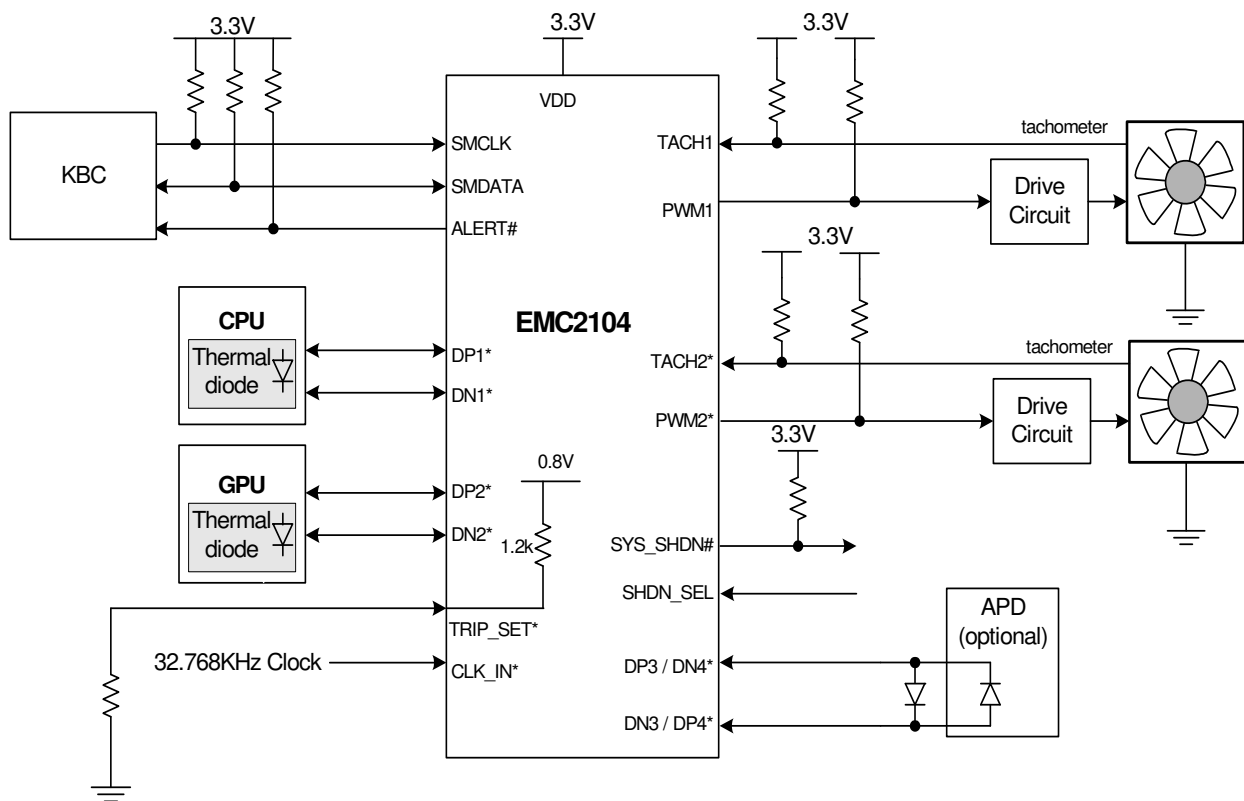 3.3V
3.3V
3.3V
VDD
KBC
SMCLK
SMDATA
ALERT#
TACH1
PWM1
tachometer
Drive
Circuit
3.3V
EMC2104
CPU
Thermal
diode
DP1*
DN1*
TACH2*
PWM2*
tachometer
Drive
Circuit
3.3V
GPU
Thermal
diode
DP2*
DN2*
0.8V
1.2k
SYS_SHDN#
SHDN_SEL
TRIP_SET*
32.768KHz Clock
CLK_IN*
APD
(optional)
DP3 / DN4*
DN3 / DP4*